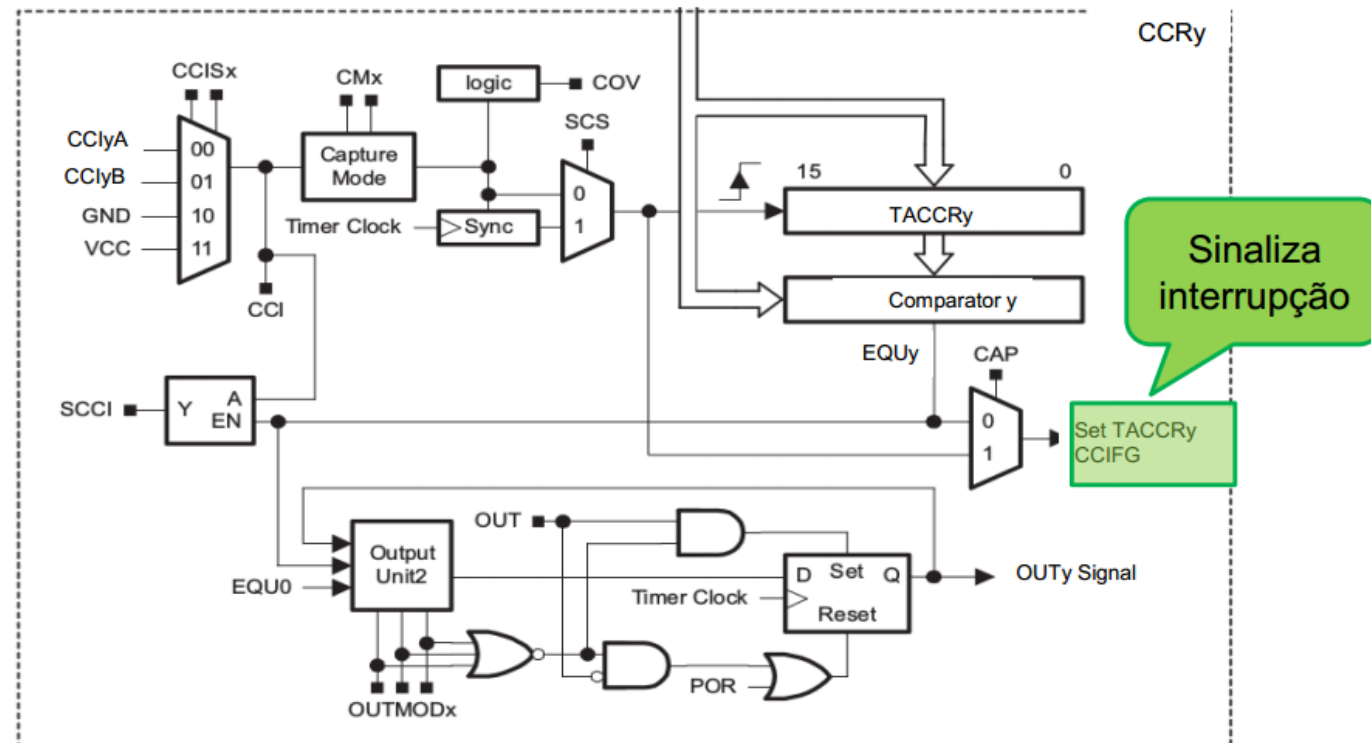 CCRy
CCISx
CMx
logic
COV
SCS
CCIyA
CCIyB
GND
VCC
00
01
10
11
Capture
Mode
0
1
Timer Clock
Sync
CCI
15
0
TACCRy
Comparator y
EQUy
Sinaliza
interrupção
CAP
0
1
Set TACCRy
CCIFG
SCCI
Y
A
EN
OUT
Output
Unit2
EQU0
D
Set
Q
Reset
Timer Clock
OUTy Signal
POR
OUTMODx